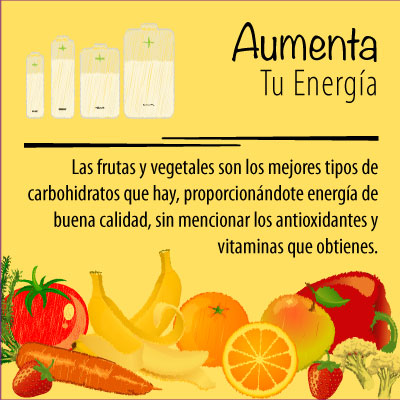 Aumenta
Tu Energía
Las frutas y vegetales son los mejores tipos de
carbohidratos que hay, proporcionándote energía de
buena calidad, sin mencionar los antioxidantes y
vitaminas que obtienes.